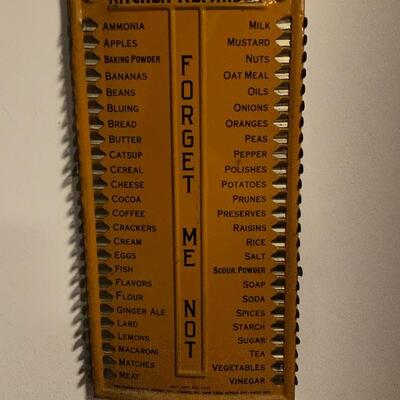 KITCHEN REMINDER
AMMONIA
APPLES
BAKING POWDER
BANANAS
BEANS
BLUING
BREAD
BUTTER
CATSUP
CEREAL
CHEESE
COCOA
COFFEE
CRACKERS
CREAM
EGGS
FISH
FLAVORS
FLOUR
GINGER ALE
LARD
LEMONS
MACARONI
MATCHES
MEAT
FORGET ME NOT
MILK
MUSTARD
NUTS
OAT MEAL
OILS
ONIONS
ORANGES
PEAS
PEPPER
POLISHES
POTATOES
PRUNES
PRESERVES
RAISINS
RICE
SALT
SCOUR. POWDER
SOAP
SODA
SPICES
STARCH
SUGAR
TEA
VEGETABLES
VINEGAR